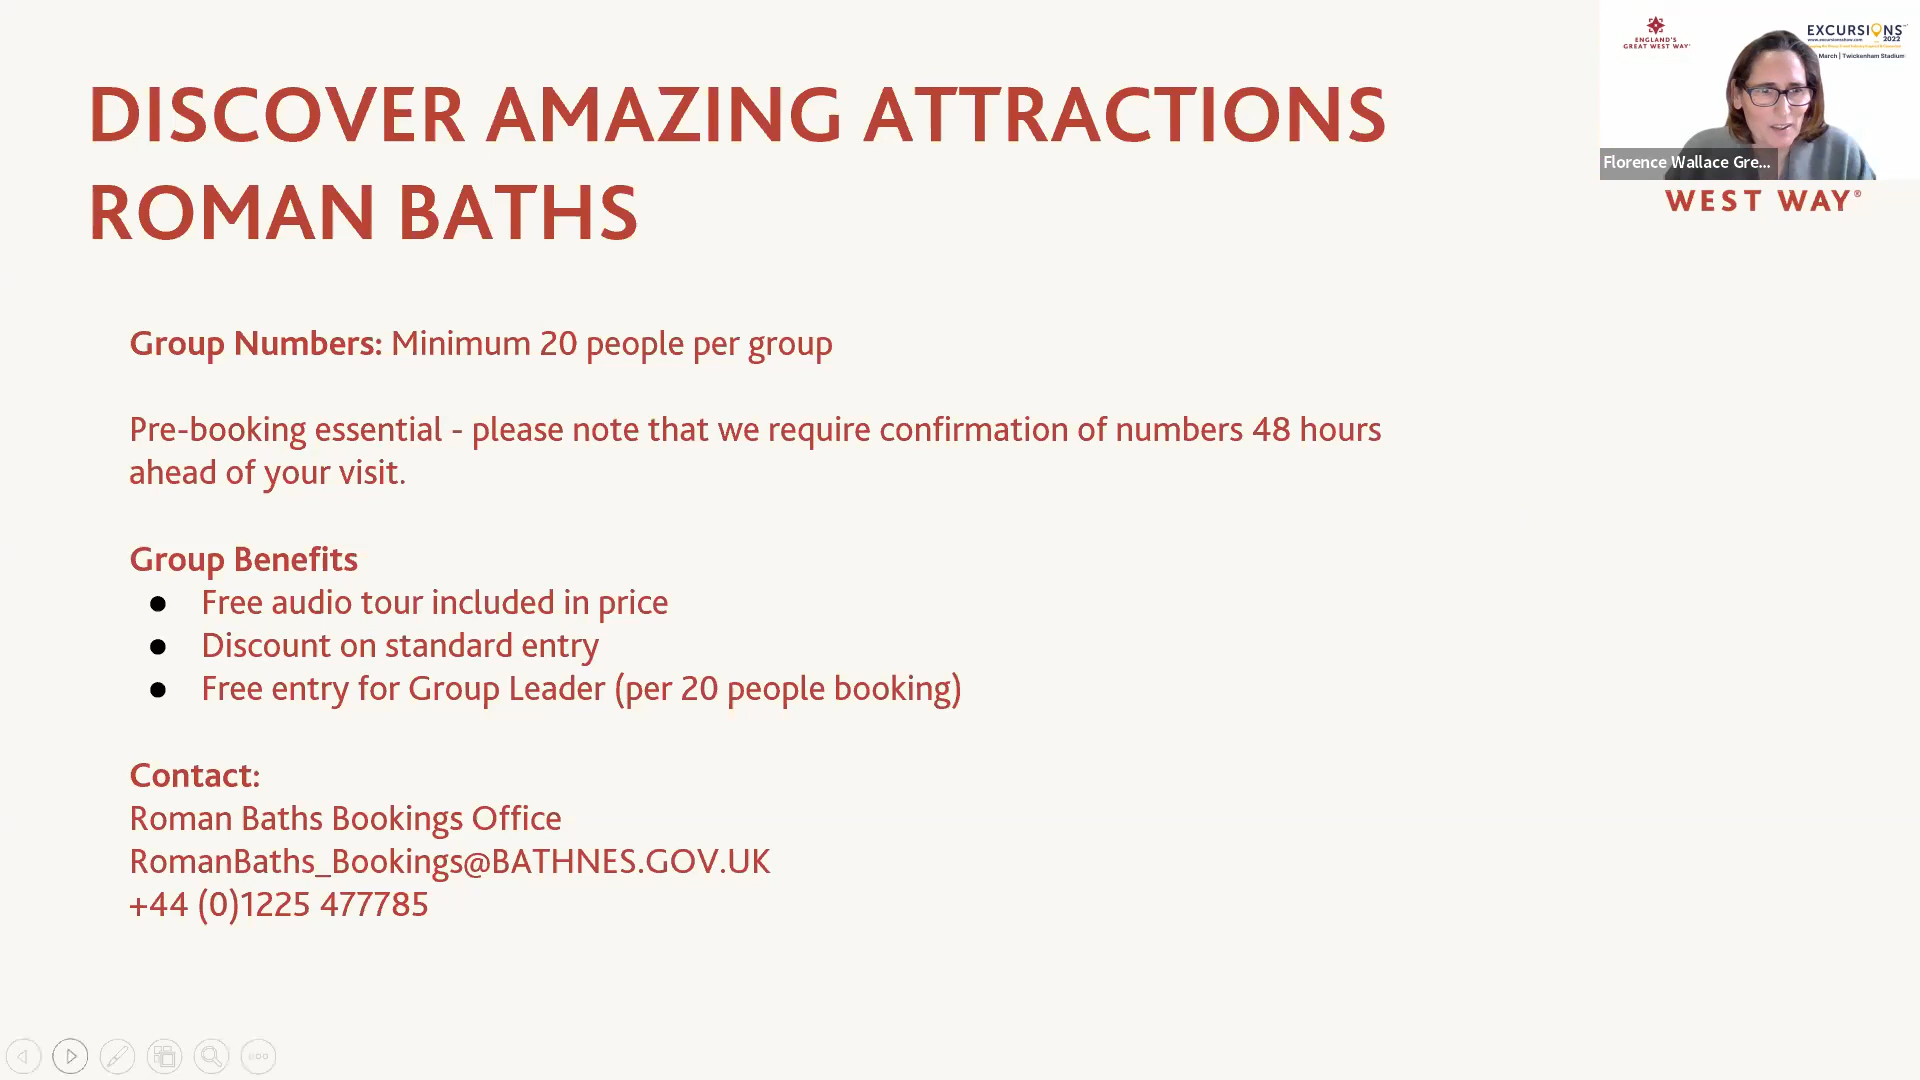 DISCOVER AMAZING ATTRACTIONS
ROMAN BATHS
Group Numbers: Minimum 20 people per group
Pre-booking essential - please note that we require confirmation of numbers 48 hours
ahead of your visit.
Group Benefits
● Free audio tour included in price
● Discount on standard entry
● Free entry for Group Leader (per 20 people booking)
Contact:
Roman Baths Bookings Office
RomanBaths_Bookings@BATHNES.GOV.UK
+44 (0)1225 477785
ENGLAND'S
GREAT WEST WAY®
EXCURSIONS™
2022
www.excursionsshow.com
March | Twickenham Stadium
Florence Wallace Gre...
WEST WAY®